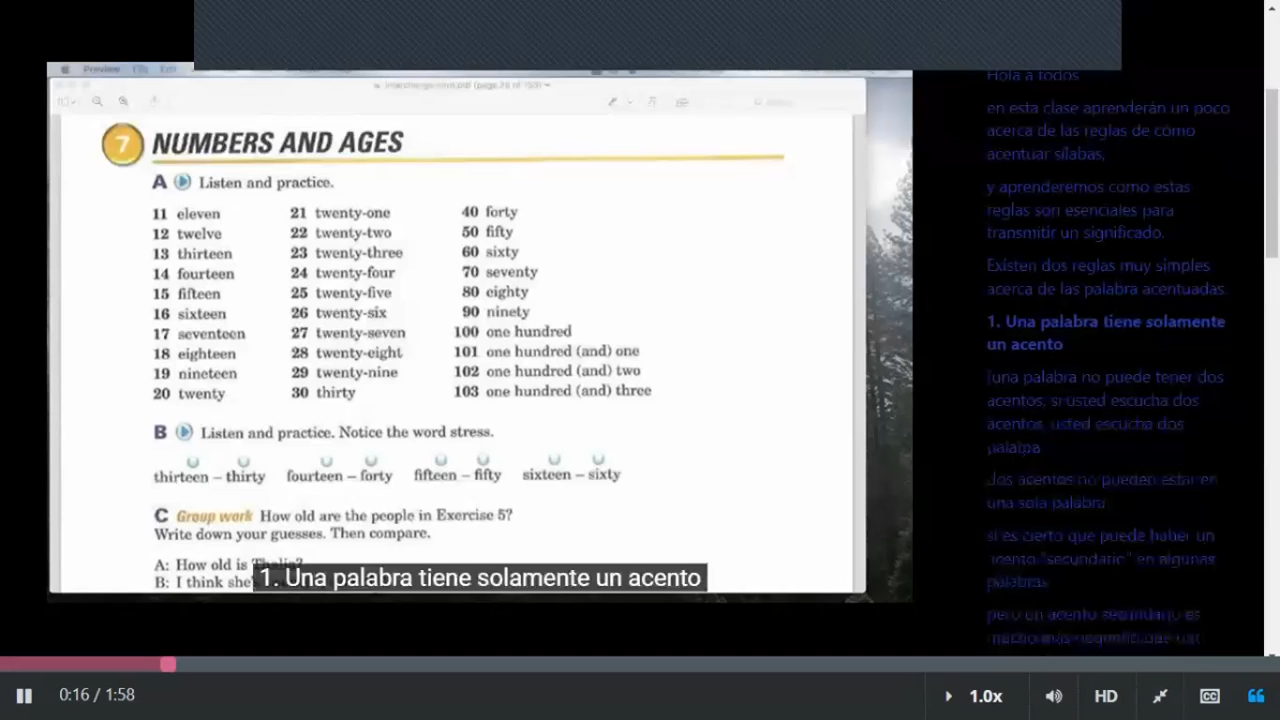 Preview File Edit
NUMBERS AND AGES
7
A Listen and practice.
11 eleven
12 twelve
13 thirteen
14 fourteen
15 fifteen
16 sixteen
17 seventeen
18 eighteen
19 nineteen
20 twenty
21 twenty-one
22 twenty-two
23 twenty-three
24 twenty-four
25 twenty-five
26 twenty-six
27 twenty-seven
28 twenty-eight
29 twenty-nine
30 thirty
40 forty
50 fifty
60 sixty
70 seventy
80 eighty
90 ninety
100 one hundred
101 one hundred (and) one
102 one hundred (and) two
103 one hundred (and) three
B Listen and practice. Notice the word stress.
thirteen – thirty fourteen – forty fifteen – fifty sixteen – sixty
C Group work How old are the people in Exercise 5?
Write down your guesses. Then compare.
A: How old is Thalia?
B: I think she's
1. Una palabra tiene solamente un acento
Hola a todos
en esta clase aprenderán un poco
acerca de las reglas de cómo
acentuar sílabas,
y aprenderemos como estas
reglas son esenciales para
transmitir un significado.
Existen dos reglas muy simples
acerca de las palabra acentuadas.
1. Una palabra tiene solamente
un acento
(una palabra no puede tener dos
acentos, si usted escucha dos
acentos, usted escucha dos
Dos acentos no pueden estar en
una sola palabra
si es cierto que puede haber un
acento "secundario" en algunas
palabras
pero un acento secundario es
0:16 / 1:58
1.0x
HD
CC